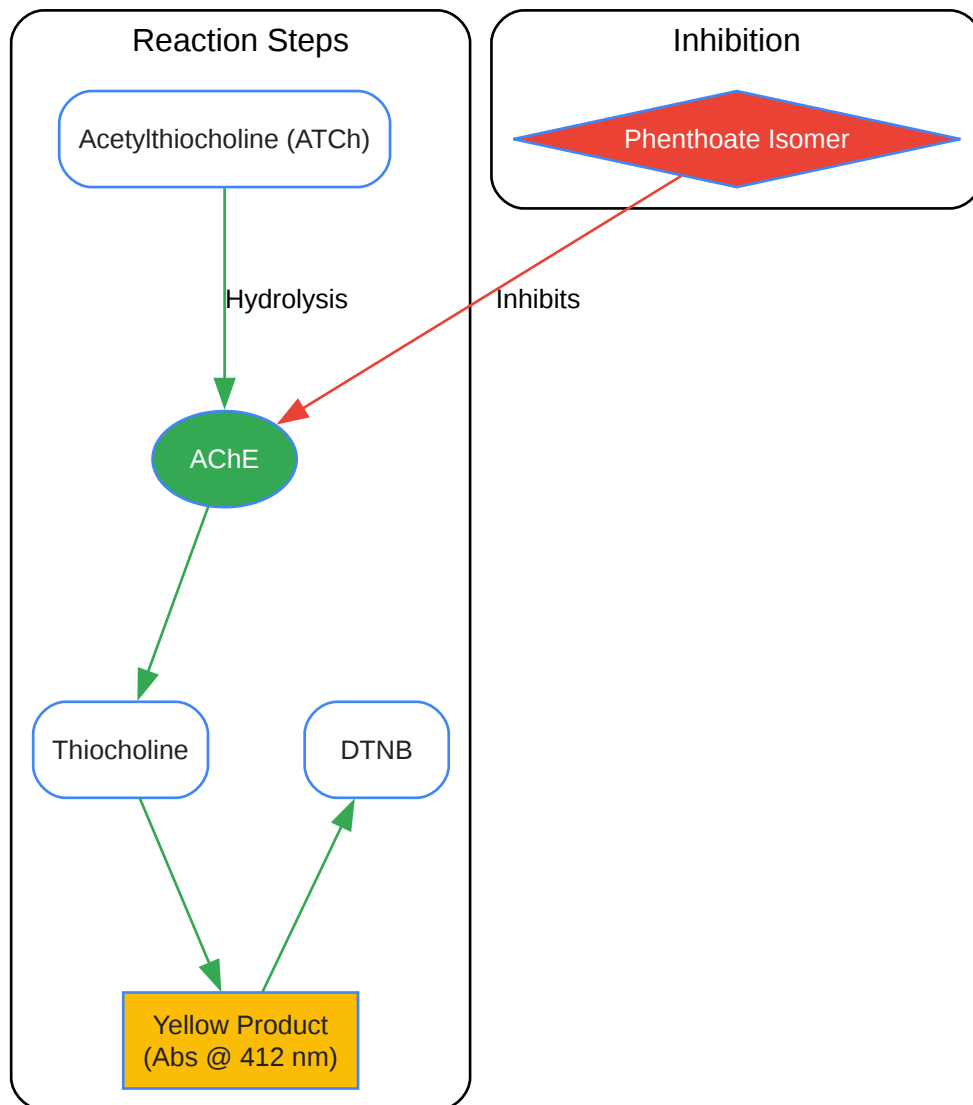 Reaction Steps
Inhibition
Acetylthiocholine (ATCh)
Phenthoate Isomer
Hydrolysis
Inhibits
AChE
Thiocholine
DTNB
Yellow Product
(Abs @ 412 nm)